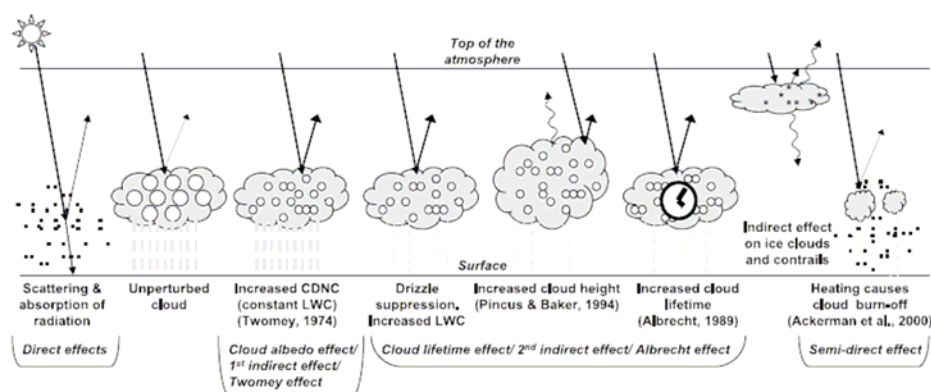 Top of the
atmosphere
Indirect effect
on ice clouds
and contrails
Surface
Scattering &
absorption of
radiation
Unperturbed
cloud
Increased CDNC
(constant LWC)
(Twomey, 1974)
Drizzle
suppression.
Increased LWC
Increased cloud height
(Pincus & Baker, 1994)
Increased cloud
lifetime
(Albrecht, 1989)
Heating causes
cloud burn-off
(Ackerman et al., 2000)
Direct effects
Cloud albedo effect/
1st indirect effect/
Twomey effect
Cloud lifetime effect/ 2nd indirect effect/ Albrecht effect
Semi-direct effect